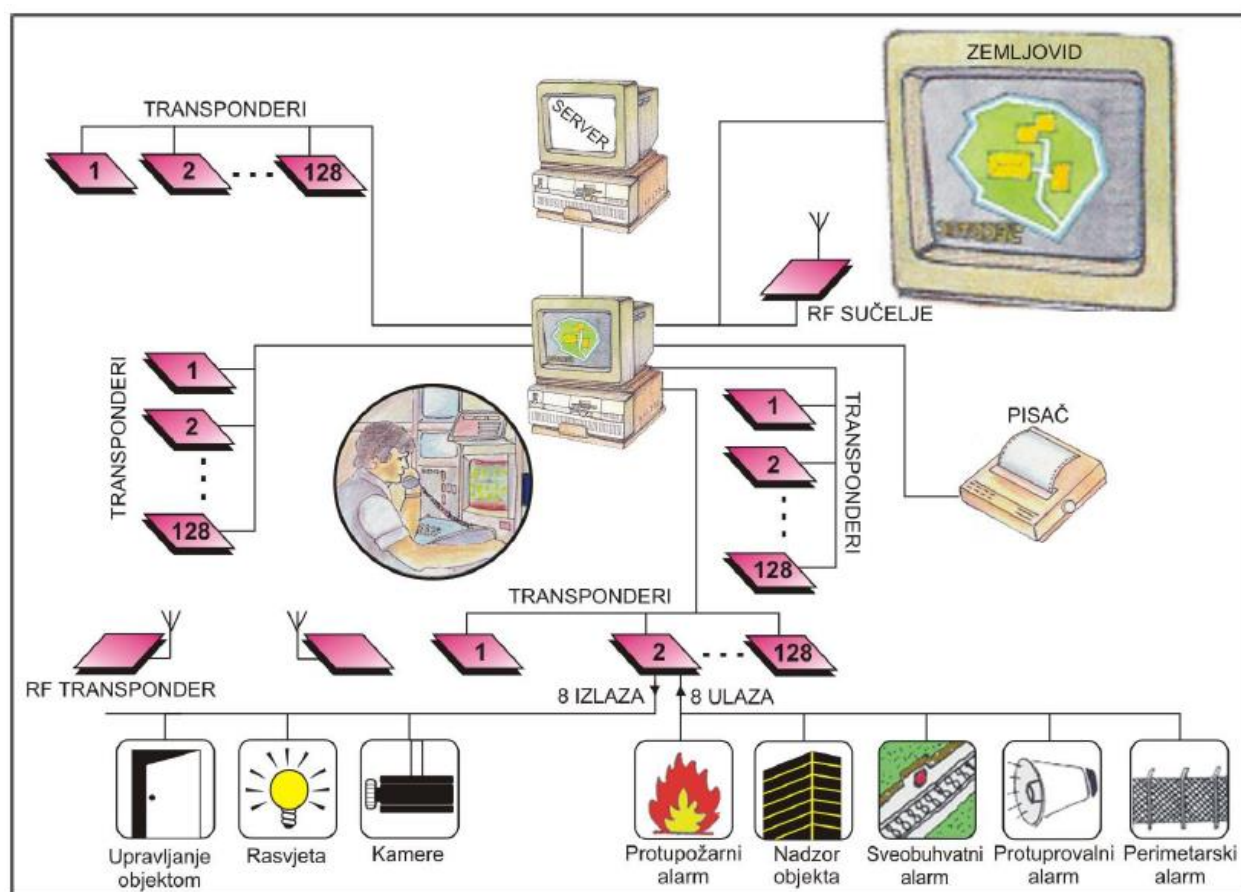 ZEMLJOVID
TRANSPONDERI
SERVER
1
2
128
RF SUČELJE
TRANSPONDERI
1
2
128
1
2
128
TRANSPONDERI
PISAČ
TRANSPONDERI
1
2
128
RF TRANSPONDER
8 IZLAZA
8 ULAZA
Upravljanje
objektom
Rasvjeta
Kamere
Protupožarni
alarm
Nadzor
objekta
Sveobuhvatni
alarm
Protuprovalni
alarm
Perimetarski
alarm